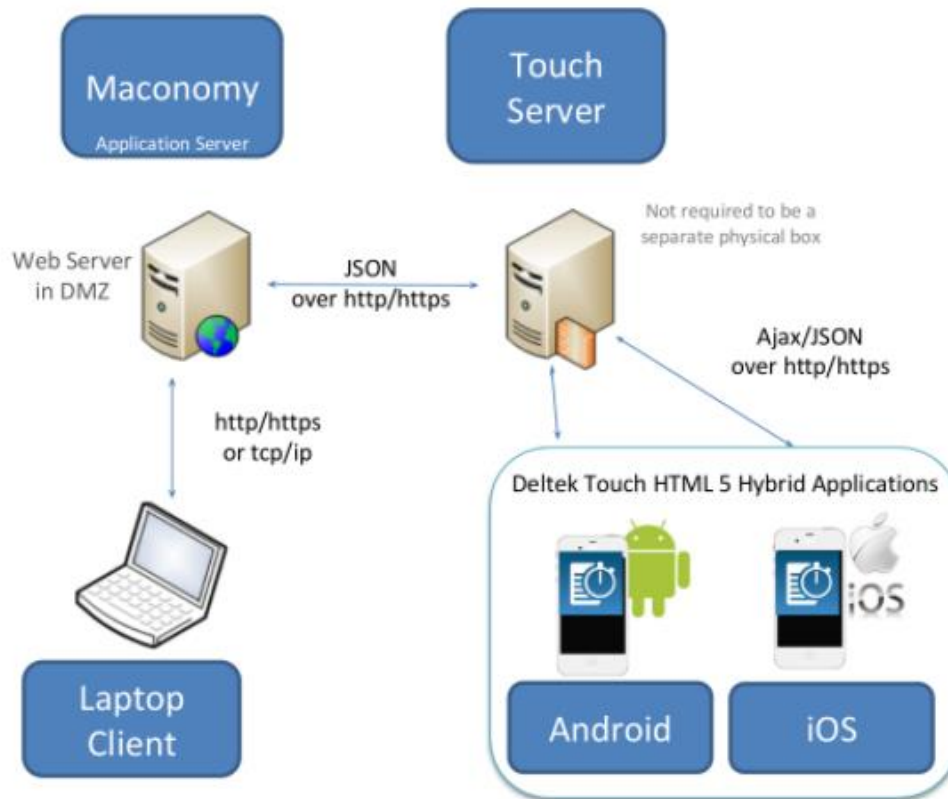 Maconomy
Application Server
Touch
Server
Not required to be a
separate physical box
Web Server
in DMZ
JSON
over http/https
Ajax/JSON
over http/https
http/https
or tcp/ip
Deltek Touch HTML 5 Hybrid Applications
iOS
Laptop
Client
Android
iOS